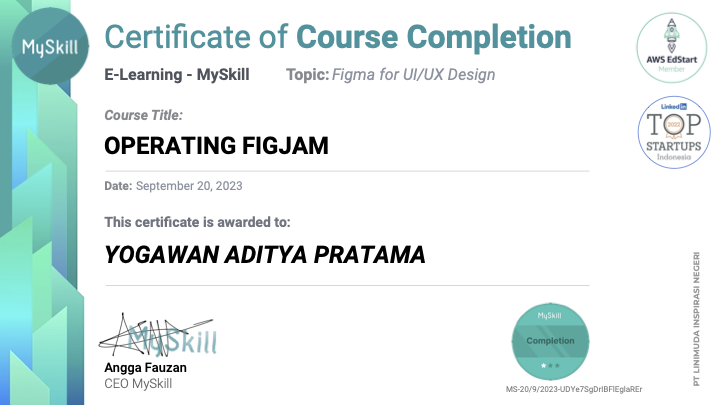 MySkill
Certificate of Course Completion
E-Learning - MySkill Topic: Figma for UI/UX Design
AWS EdStart
Member
LinkedIn
TOP
2022
STARTUPS
Indonesia
Course Title:
OPERATING FIGJAM
Date: September 20, 2023
This certificate is awarded to:
YOGAWAN ADITYA PRATAMA
MySkill
Angga Fauzan
CEO MySkill
MySkill
Completion
MS-20/9/2023-UDYe7SgDrIBFlEglaREr
PT LINIMUDA INSPIRASI NEGERI